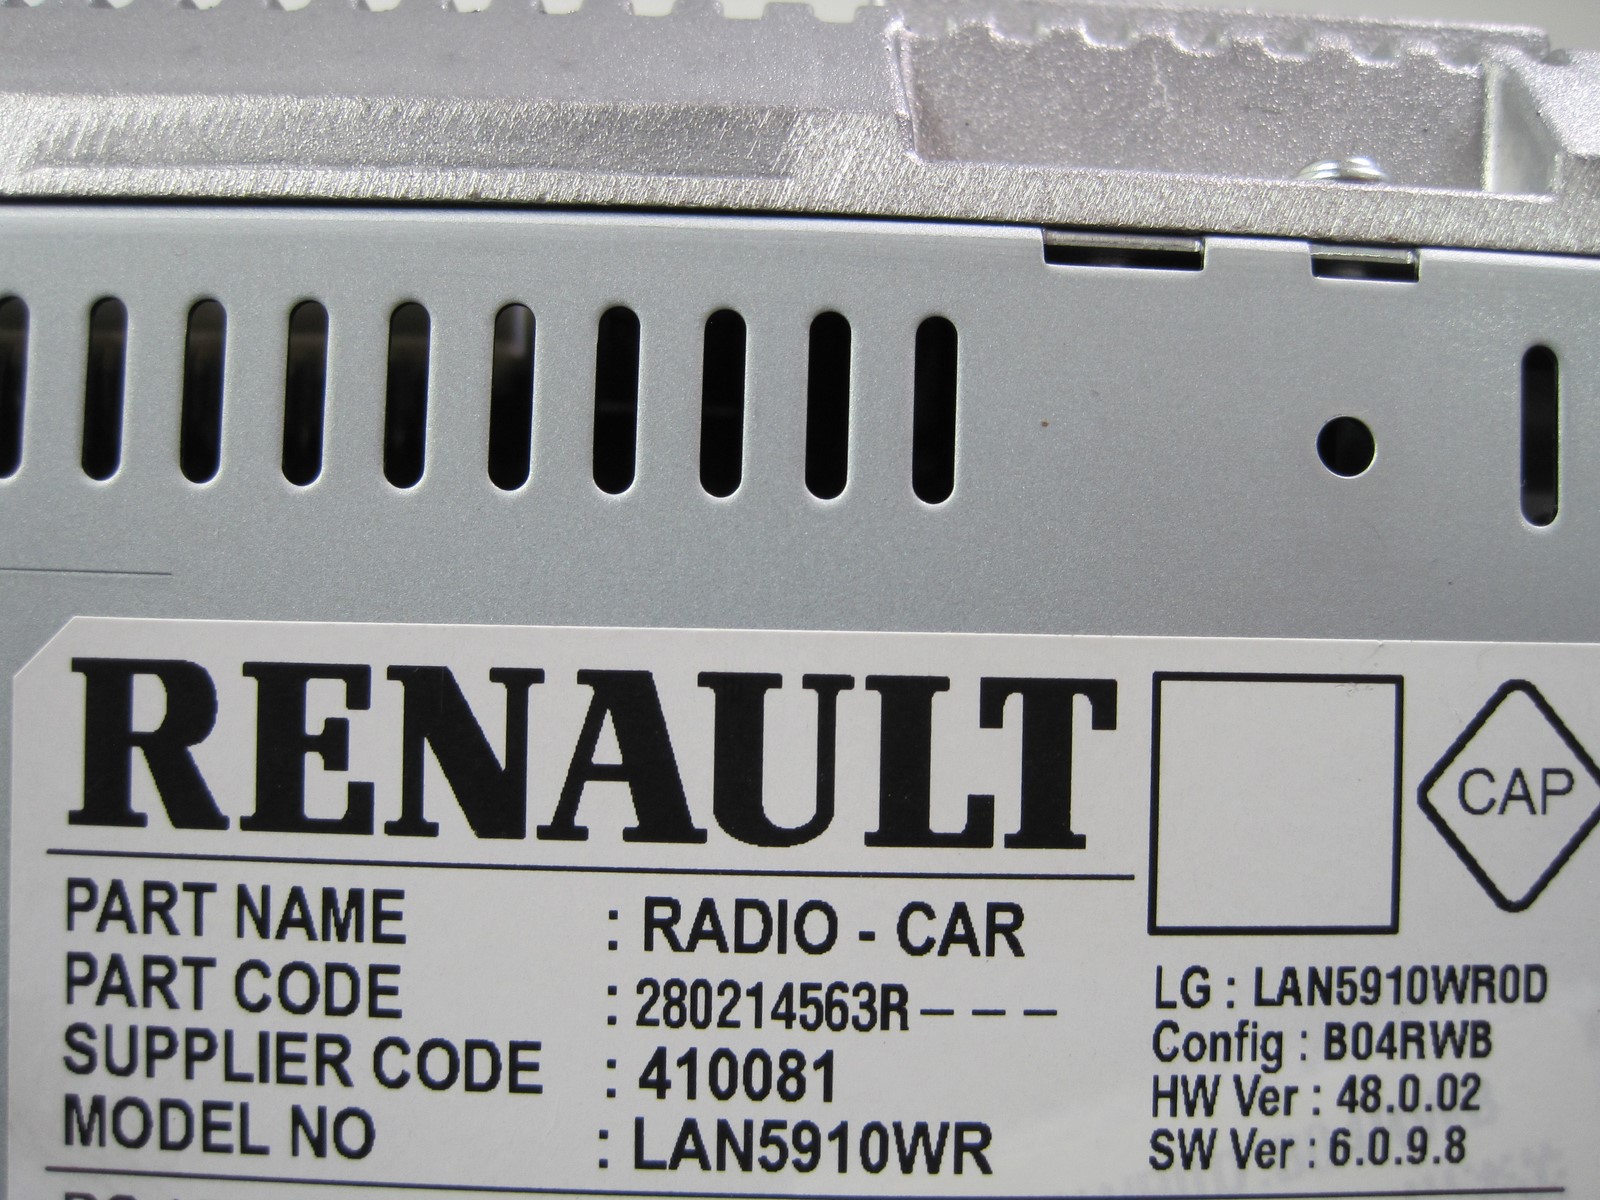 RENAULT
CAP
PART NAME : RADIO - CAR
PART CODE : 280214563R---
SUPPLIER CODE : 410081
MODEL NO : LAN5910WR
LG : LAN5910WR0D
Config : B04RWB
HW Ver : 48.0.02
SW Ver : 6.0.9.8